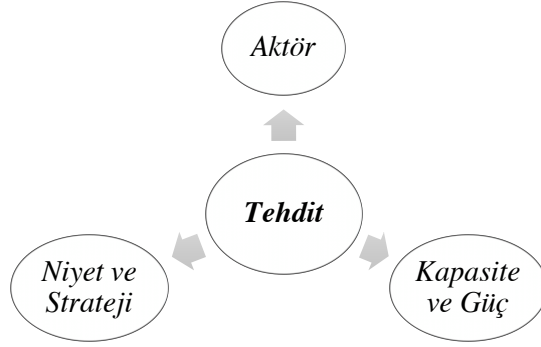 Aktör
Tehdit
Niyet ve
Strateji
Kapasite
ve Güç